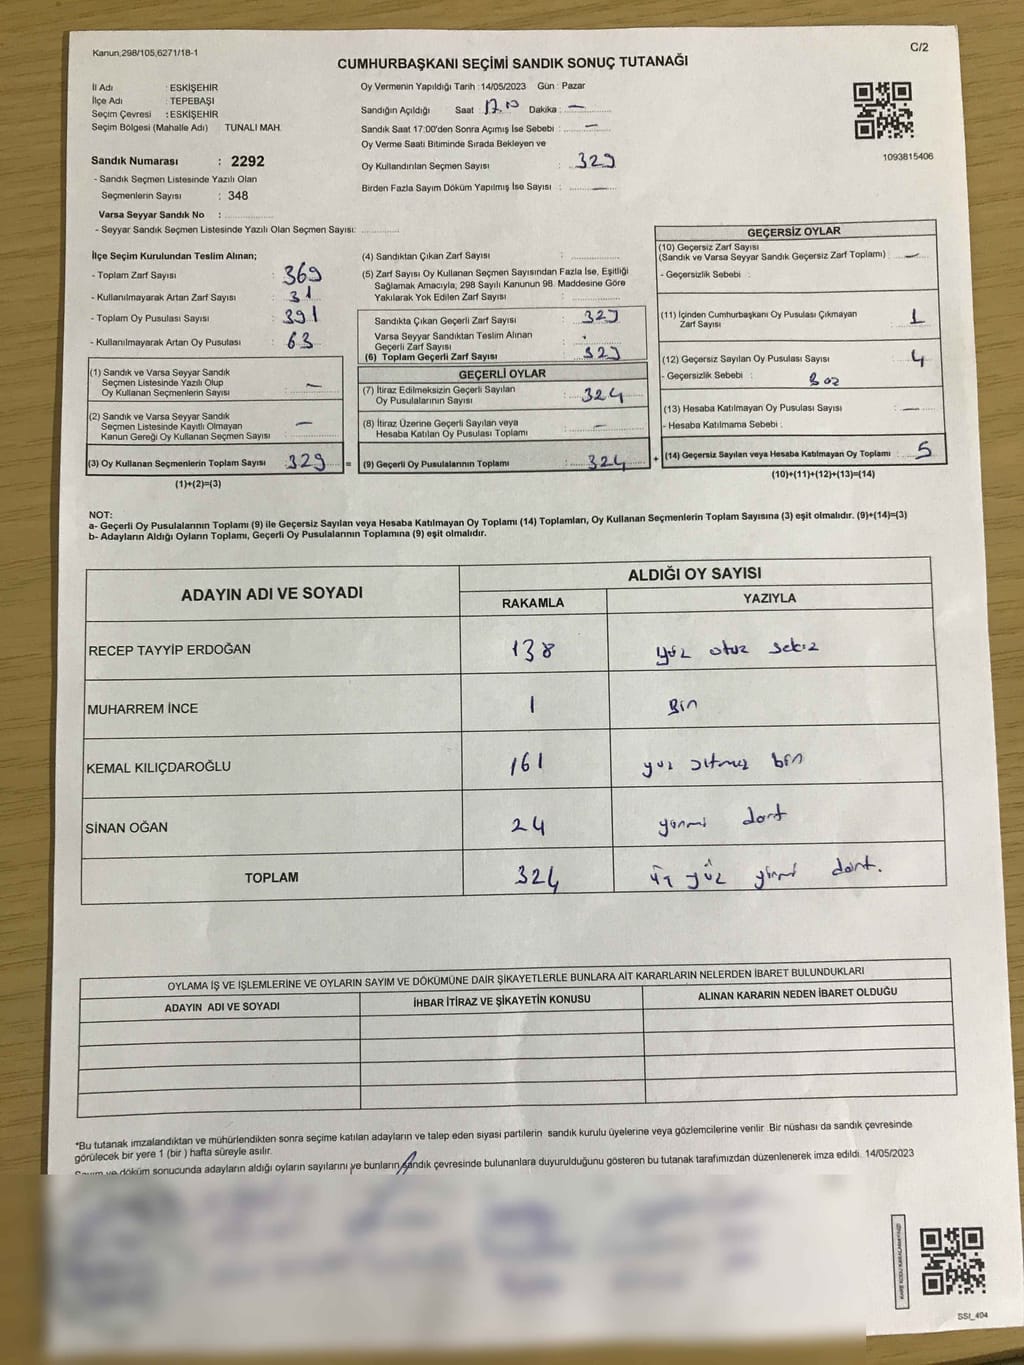 Kanun,298/105,6271/18-1
C/2
CUMHURBAŞKANI SEÇİMİ SANDIK SONUÇ TUTANAĞI
İl Adı : ESKİŞEHİR
İlçe Adı : TEPEBAŞI
Seçim Çevresi : ESKİŞEHİR
Seçim Bölgesi (Mahalle Adı) TUNALI MAH.
Sandık Numarası : 2292
- Sandık Seçmen Listesinde Yazılı Olan
Seçmenlerin Sayısı : 348
Varsa Seyyar Sandık No :
- Seyyar Sandık Seçmen Listesinde Yazılı Olan Seçmen Sayısı:
Oy Vermenin Yapıldığı Tarih :14/05/2023 Gün : Pazar
Sandığın Açıldığı Saat : 17.00 Dakika : —
Sandık Saat 17:00'den Sonra Açımış İse Sebebi : —
Oy Verme Saati Bitiminde Sırada Bekleyen ve
Oy Kullandırılan Seçmen Sayısı : 329
Birden Fazla Sayım Döküm Yapılmış İse Sayısı : —
1093815406
İlçe Seçim Kurulundan Teslim Alınan;
- Toplam Zarf Sayısı : 369
- Kullanılmayarak Artan Zarf Sayısı : 31
- Toplam Oy Pusulası Sayısı : 391
- Kullanılmayarak Artan Oy Pusulası : 63
(1) Sandık ve Varsa Seyyar Sandık
Seçmen Listesinde Yazılı Olup
Oy Kullanan Seçmenlerin Sayısı : —
(2) Sandık ve Varsa Seyyar Sandık
Seçmen Listesinde Kayıtlı Olmayan
Kanun Gereği Oy Kullanan Seçmen Sayısı : —
(3) Oy Kullanan Seçmenlerin Toplam Sayısı : 329 =
(1)+(2)=(3)
(4) Sandıktan Çıkan Zarf Sayısı :
(5) Zarf Sayısı Oy Kullanan Seçmen Sayısından Fazla İse, Eşitliği
Sağlamak Amacıyla; 298 Sayılı Kanunun 98. Maddesine Göre
Yakılarak Yok Edilen Zarf Sayısı :
Sandıkta Çıkan Geçerli Zarf Sayısı : 329
Varsa Seyyar Sandıktan Teslim Alınan
Geçerli Zarf Sayısı :
(6) Toplam Geçerli Zarf Sayısı : 329
GEÇERLİ OYLAR
(7) İtiraz Edilmeksizin Geçerli Sayılan
Oy Pusulalarının Sayısı : 324
(8) İtiraz Üzerine Geçerli Sayılan veya
Hesaba Katılan Oy Pusulası Toplamı : —
(9) Geçerli Oy Pusulalarının Toplamı : 324 +
GEÇERSİZ OYLAR
(10) Geçersiz Zarf Sayısı
(Sandık ve Varsa Seyyar Sandık Geçersiz Zarf Toplamı) : —
- Geçersizlik Sebebi :
(11) İçinden Cumhurbaşkanı Oy Pusulası Çıkmayan
Zarf Sayısı : 1
(12) Geçersiz Sayılan Oy Pusulası Sayısı : 4
- Geçersizlik Sebebi :
(13) Hesaba Katılmayan Oy Pusulası Sayısı : —
- Hesaba Katılmama Sebebi :
(14) Geçersiz Sayılan veya Hesaba Katılmayan Oy Toplamı : 5
(10)+(11)+(12)+(13)=(14)
NOT:
a- Geçerli Oy Pusulalarının Toplamı (9) ile Geçersiz Sayılan veya Hesaba Katılmayan Oy Toplamı (14) Toplamları, Oy Kullanan Seçmenlerin Toplam Sayısına (3) eşit olmalıdır. (9)+(14)=(3)
b- Adayların Aldığı Oyların Toplamı, Geçerli Oy Pusulalarının Toplamına (9) eşit olmalıdır.
ADAYIN ADI VE SOYADI
ALDIĞI OY SAYISI
RAKAMLA YAZIYLA
RECEP TAYYİP ERDOĞAN 138 yüz otuz sekiz
MUHARREM İNCE 1 Bir
KEMAL KILIÇDAROĞLU 161 yüz altmış bir
SİNAN OĞAN 24 yirmi dört
TOPLAM 324 üç yüz yirmi dört.
OYLAMA İŞ VE İŞLEMLERİNE VE OYLARIN SAYIM VE DÖKÜMÜNE DAİR ŞİKAYETLERLE BUNLARA AİT KARARLARIN NELERDEN İBARET BULUNDUKLARI
ADAYIN ADI VE SOYADI İHBAR İTİRAZ VE ŞİKAYETİN KONUSU ALINAN KARARIN NEDEN İBARET OLDUĞU
*Bu tutanak imzalandıktan ve mühürlendikten sonra seçime katılan adayların ve talep eden siyasi partilerin sandık kurulu üyelerine veya gözlemcilerine verilir. Bir nüshası da sandık çevresinde
görülecek bir yere 1 (bir) hafta süreyle asılır.
Sayım ve döküm sonucunda adayların aldığı oyların sayılarını ve bunların sandık çevresinde bulunanlara duyurulduğunu gösteren bu tutanak tarafımızdan düzenlenerek imza edildi. 14/05/2023
SSI_494